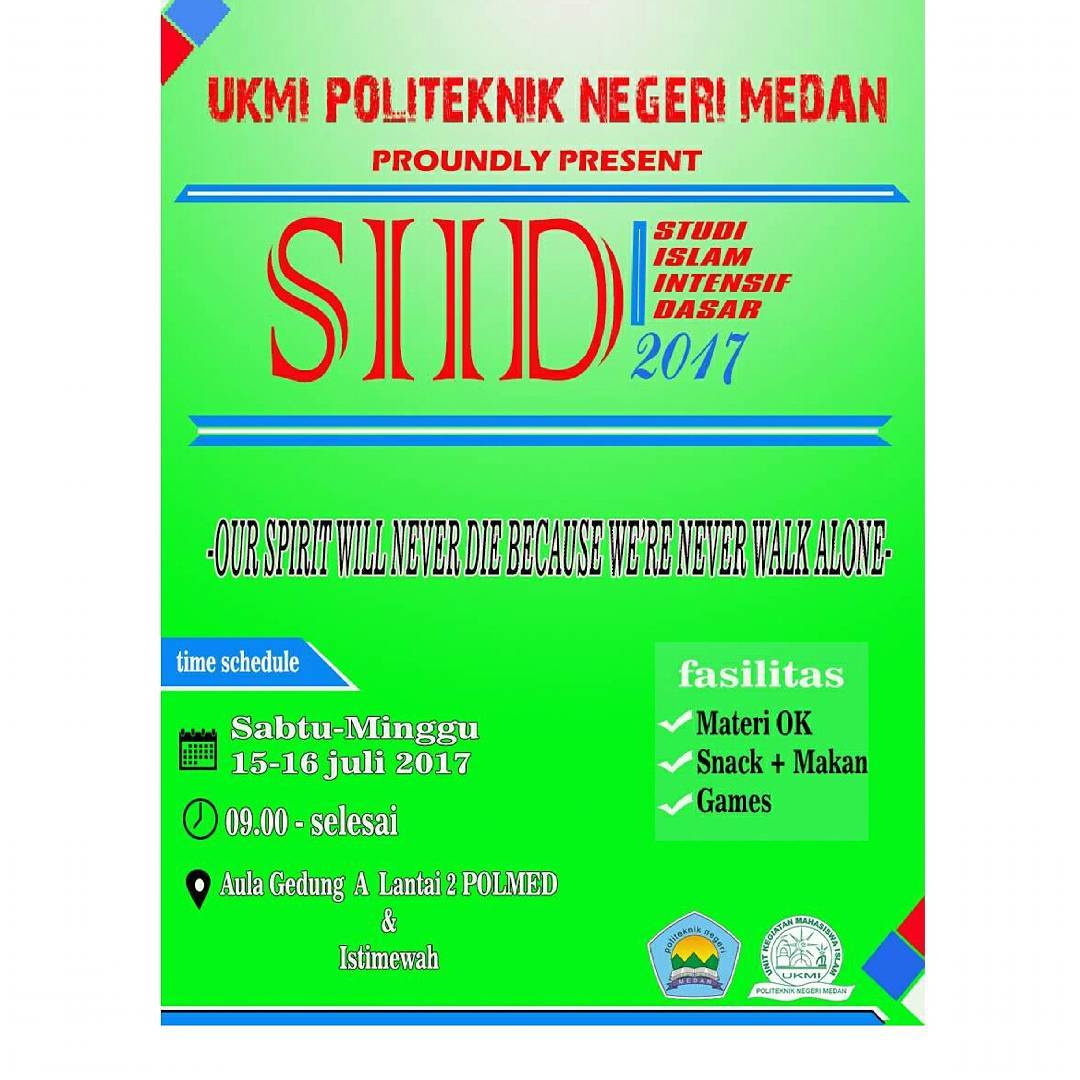 UKMI POLITEKNIK NEGERI MEDAN
PROUNDLY PRESENT
SIID
STUDI
ISLAM
INTENSIF
DASAR
2017
-OUR SPIRIT WILL NEVER DIE BECAUSE WE'RE NEVER WALK ALONE-
time schedule
Sabtu-Minggu
15-16 juli 2017
09.00 - selesai
Aula Gedung A Lantai 2 POLMED
&
Istimewah
fasilitas
Materi OK
Snack + Makan
Games
politeknik negeri
MEDAN
UNIT KEGIATAN MAHASISWA ISLAM
UKMI
POLITEKNIK NEGERI MEDAN